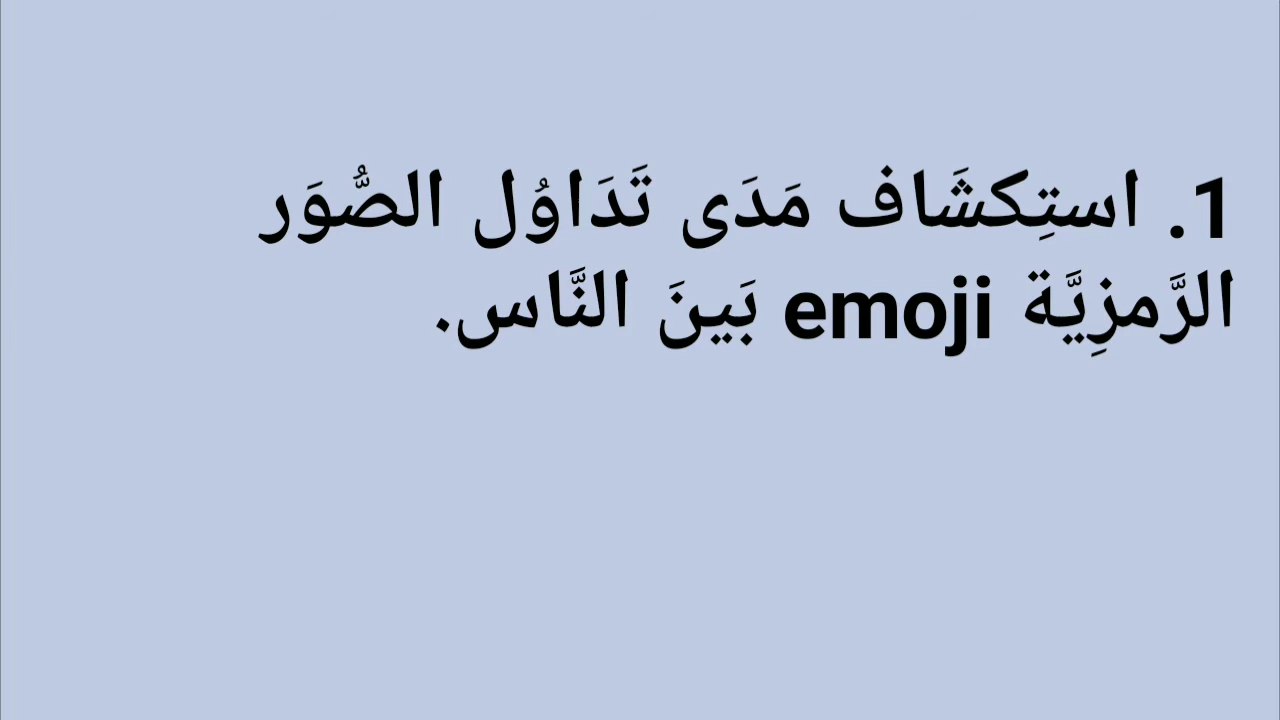 1. استِكشَاف مَدَى تَدَاوُل الصُّوَر
الرَّمزِيَّة emoji بَينَ النَّاس.